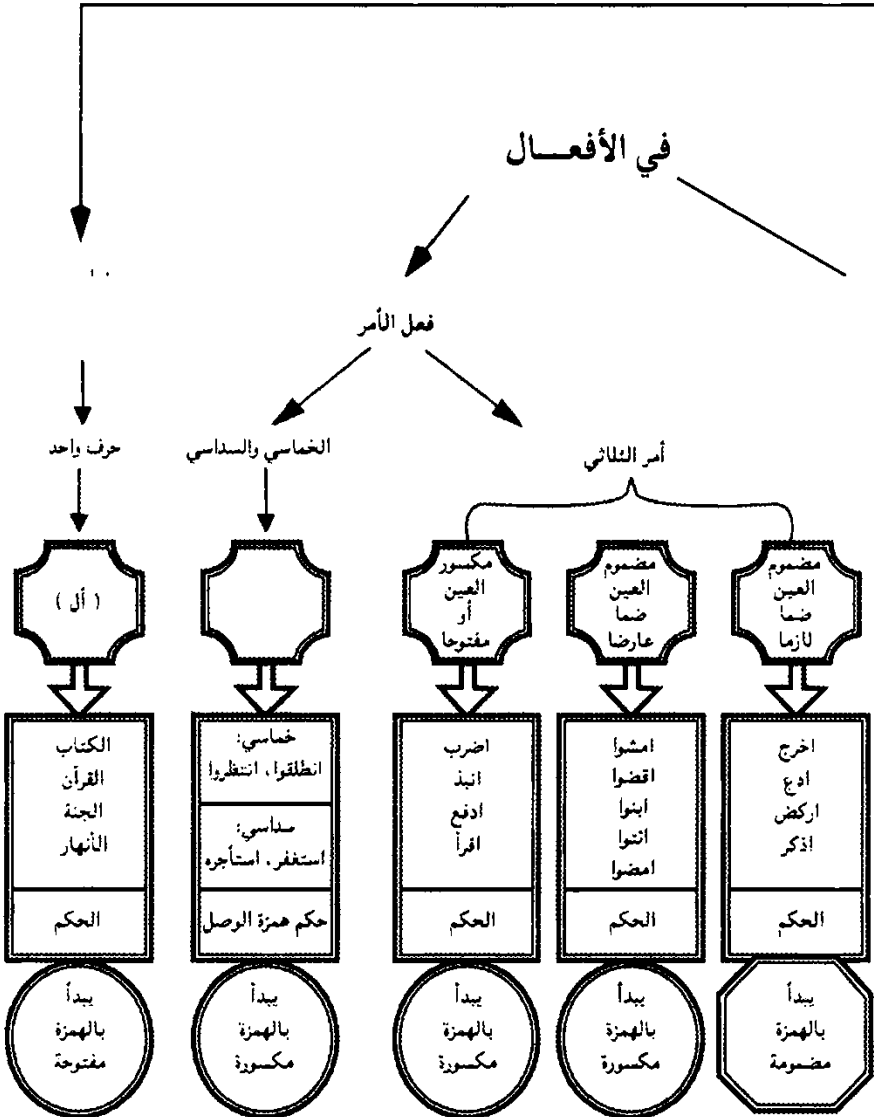 في الأفعـــال
فعل الأمر
أمر الثلاثي
الخماسي والسداسي
حرف واحد
مضموم
العين
ضما
لازما
مضموم
العين
ضما
عارضا
مكسور
العين
أو
مفتوحا
( أل )
اخرج
ادع
اركض
اذكر
امشوا
اقضوا
ابنوا
ائتوا
امضوا
اضرب
انبذ
ادفع
اقرأ
خماسي:
انطلقوا، انتظروا
سداسي:
استغفر، استأجره
الكتاب
القرآن
الجنة
الأنهار
الحكم
الحكم
الحكم
حكم همزة الوصل
الحكم
يبدأ
بالهمزة
مضمومة
يبدأ
بالهمزة
مكسورة
يبدأ
بالهمزة
مكسورة
يبدأ
بالهمزة
مكسورة
يبدأ
بالهمزة
مفتوحة